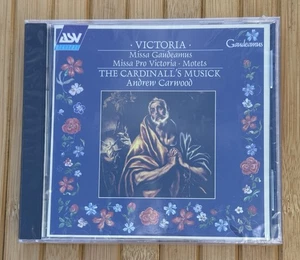 ASV
Gaudeamus
· VICTORIA ·
Missa Gaudeamus
Missa Pro Victoria · Motets
THE CARDINALL'S MUSICK
Andrew Carwood